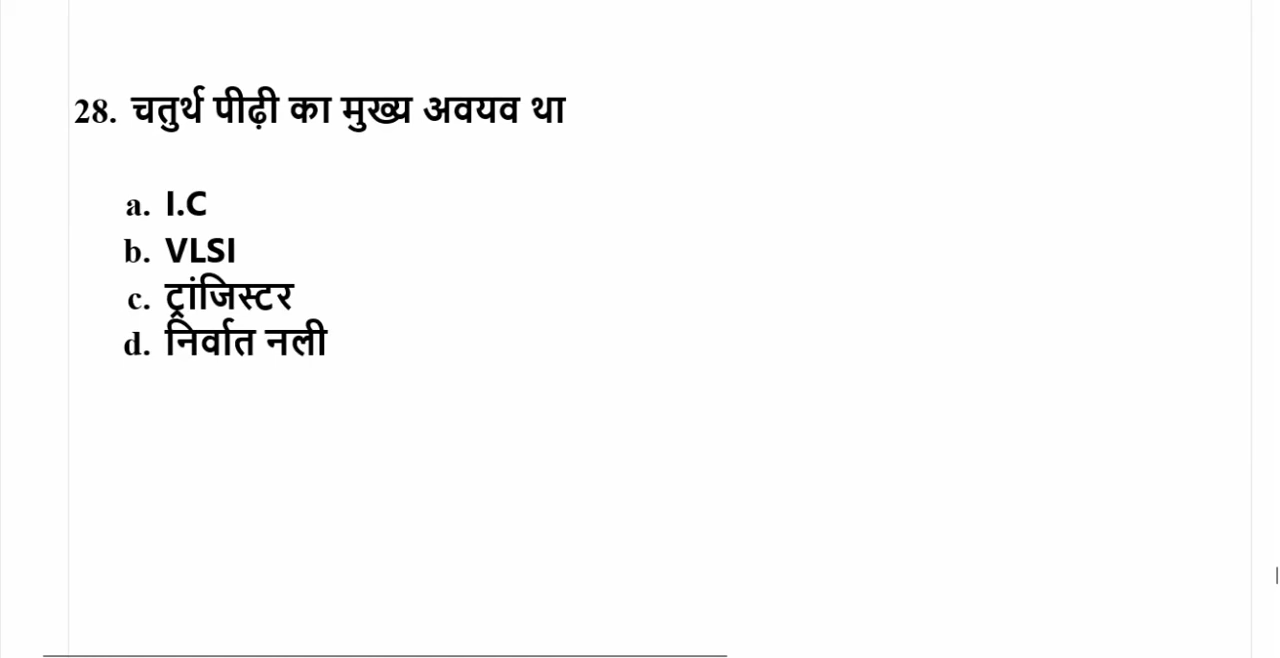 28. चतुर्थ पीढ़ी का मुख्य अवयव था
a. I.C
b. VLSI
c. ट्रांजिस्टर
d. निर्वात नली